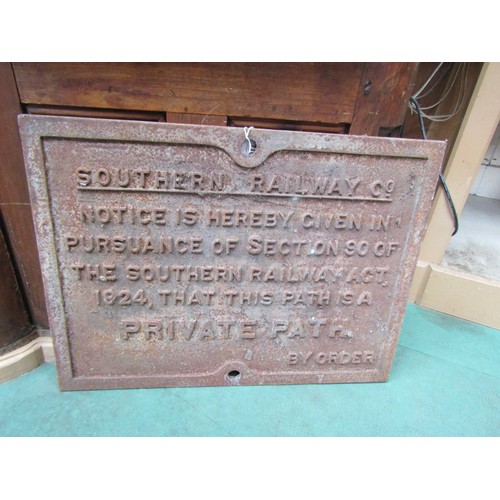 SOUTHERN RAILWAY CO
NOTICE IS HEREBY GIVEN IN
PURSUANCE OF SECTION 90 OF
THE SOUTHERN RAILWAY ACT,
1924, THAT THIS PATH IS A
PRIVATE PATH.
BY ORDER